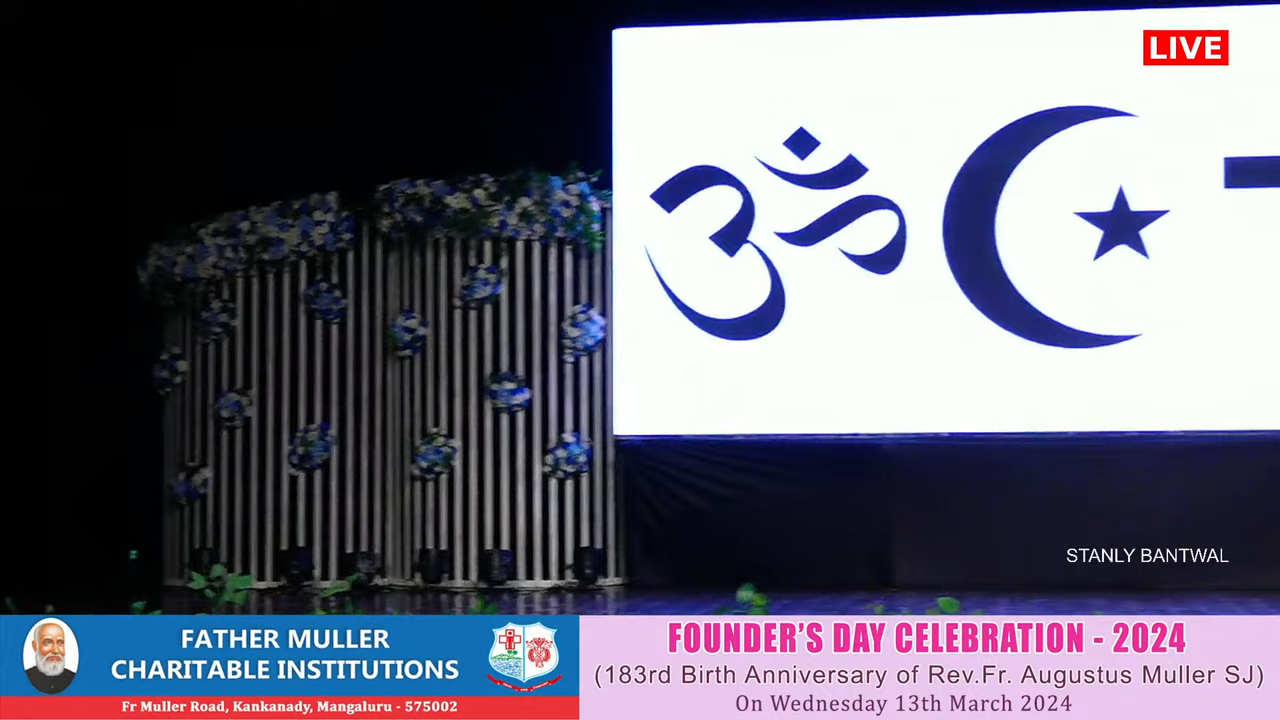 LIVE
ॐ
STANLY BANTWAL
FATHER MULLER
CHARITABLE INSTITUTIONS
Fr Muller Road, Kankanady, Mangaluru - 575002
FOUNDER'S DAY CELEBRATION - 2024
(183rd Birth Anniversary of Rev.Fr. Augustus Muller SJ)
On Wednesday 13th March 2024